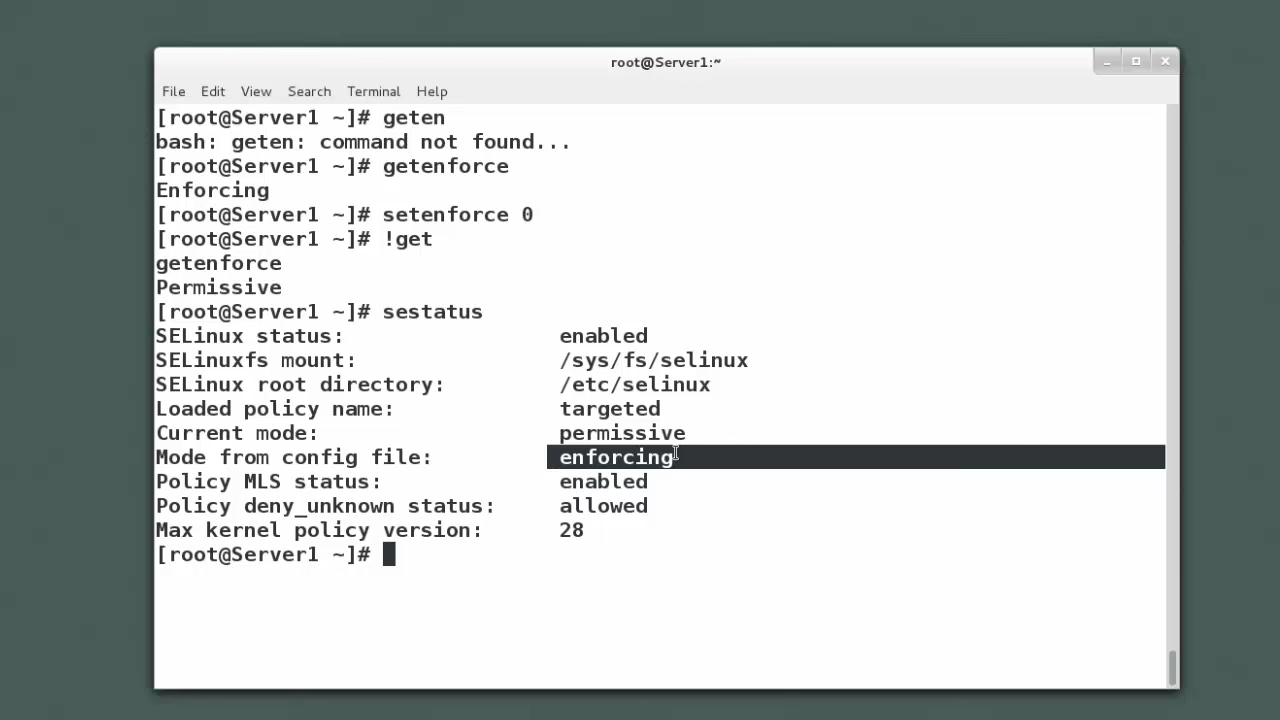 root@Server1:~
File Edit View Search Terminal Help
[root@Server1 ~]# geten
bash: geten: command not found...
[root@Server1 ~]# getenforce
Enforcing
[root@Server1 ~]# setenforce 0
[root@Server1 ~]# !get
getenforce
Permissive
[root@Server1 ~]# sestatus
SELinux status: enabled
SELinuxfs mount: /sys/fs/selinux
SELinux root directory: /etc/selinux
Loaded policy name: targeted
Current mode: permissive
Mode from config file: enforcing
Policy MLS status: enabled
Policy deny_unknown status: allowed
Max kernel policy version: 28
[root@Server1 ~]#